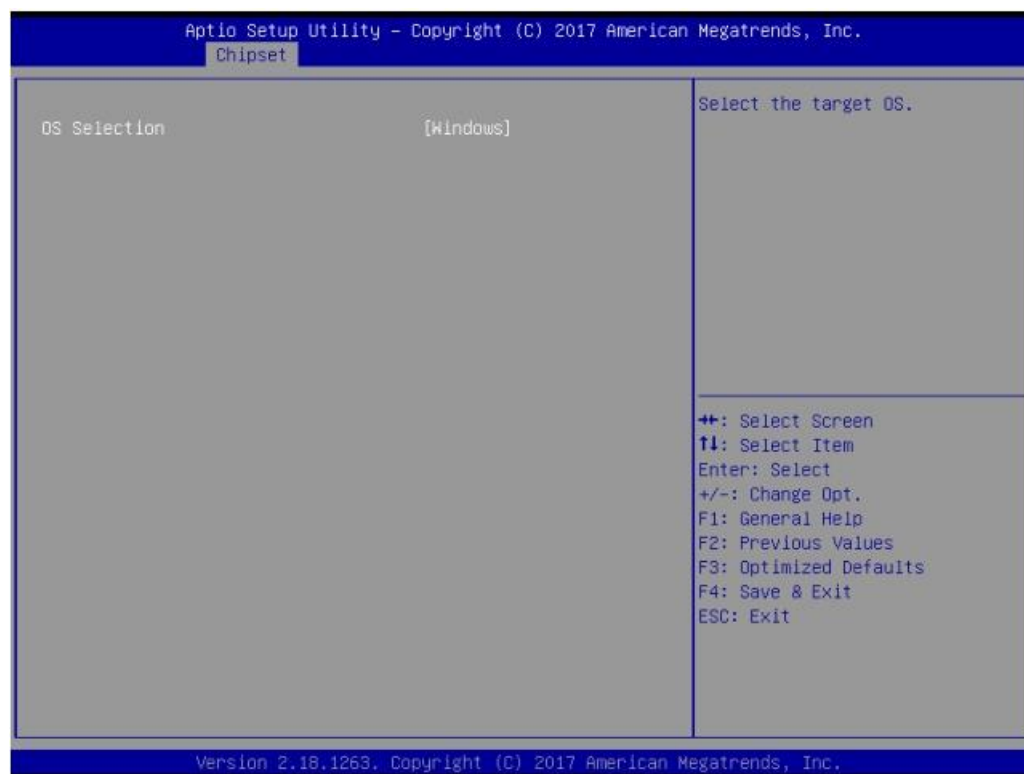 Aptio Setup Utility – Copyright (C) 2017 American Megatrends, Inc.
Chipset
OS Selection [Windows]
Select the target OS.
→←: Select Screen
↑↓: Select Item
Enter: Select
+/-: Change Opt.
F1: General Help
F2: Previous Values
F3: Optimized Defaults
F4: Save & Exit
ESC: Exit
Version 2.18.1263. Copyright (C) 2017 American Megatrends, Inc.